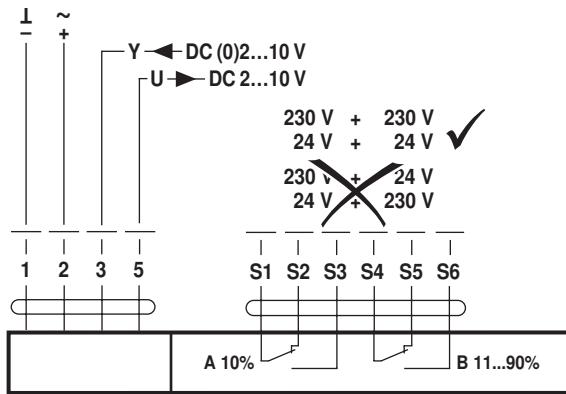 ⊥ ~
– +
Y DC (0)2...10 V
U DC 2...10 V
230 V + 230 V
24 V + 24 V
230 V + 24 V
24 V + 230 V
1 2 3 5 S1 S2 S3 S4 S5 S6
A 10% B 11...90%